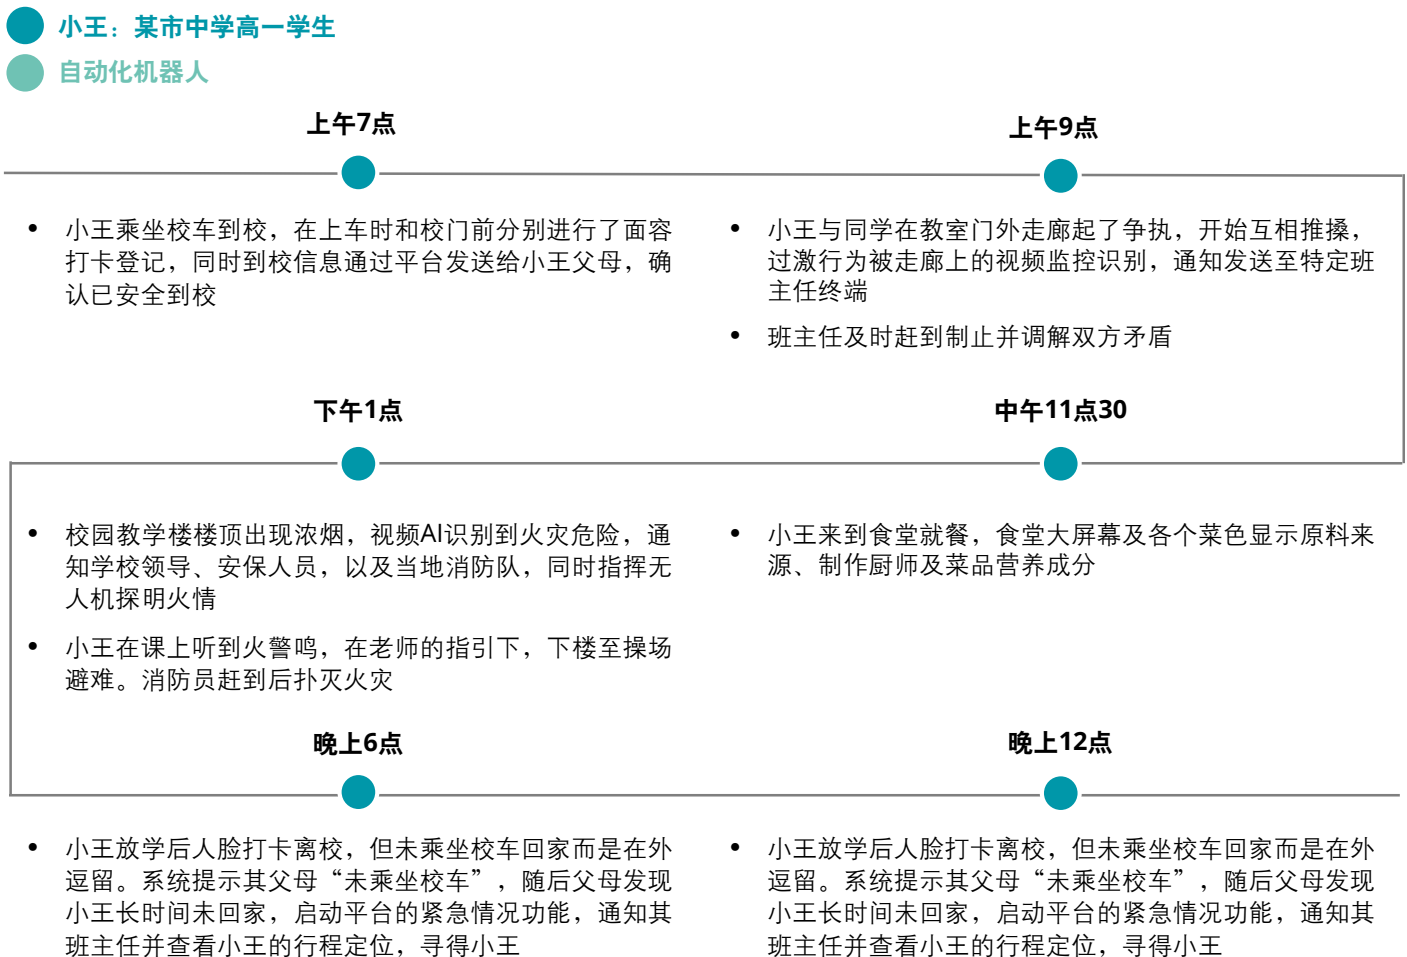 小王：某市中学高一学生
自动化机器人
上午7点
• 小王乘坐校车到校，在上车时和校门前分别进行了面容
打卡登记，同时到校信息通过平台发送给小王父母，确
认已安全到校
上午9点
• 小王与同学在教室门外走廊起了争执，开始互相推搡，
过激行为被走廊上的视频监控识别，通知发送至特定班
主任终端
• 班主任及时赶到制止并调解双方矛盾
中午11点30
• 小王来到食堂就餐，食堂大屏幕及各个菜色显示原料来
源、制作厨师及菜品营养成分
下午1点
• 校园教学楼楼顶出现浓烟，视频AI识别到火灾危险，通
知学校领导、安保人员，以及当地消防队，同时指挥无
人机探明火情
• 小王在课上听到火警鸣，在老师的指引下，下楼至操场
避难。消防员赶到后扑灭火灾
晚上6点
• 小王放学后人脸打卡离校，但未乘坐校车回家而是在外
逗留。系统提示其父母“未乘坐校车”，随后父母发现
小王长时间未回家，启动平台的紧急情况功能，通知其
班主任并查看小王的行程定位，寻得小王
晚上12点
• 小王放学后人脸打卡离校，但未乘坐校车回家而是在外
逗留。系统提示其父母“未乘坐校车”，随后父母发现
小王长时间未回家，启动平台的紧急情况功能，通知其
班主任并查看小王的行程定位，寻得小王